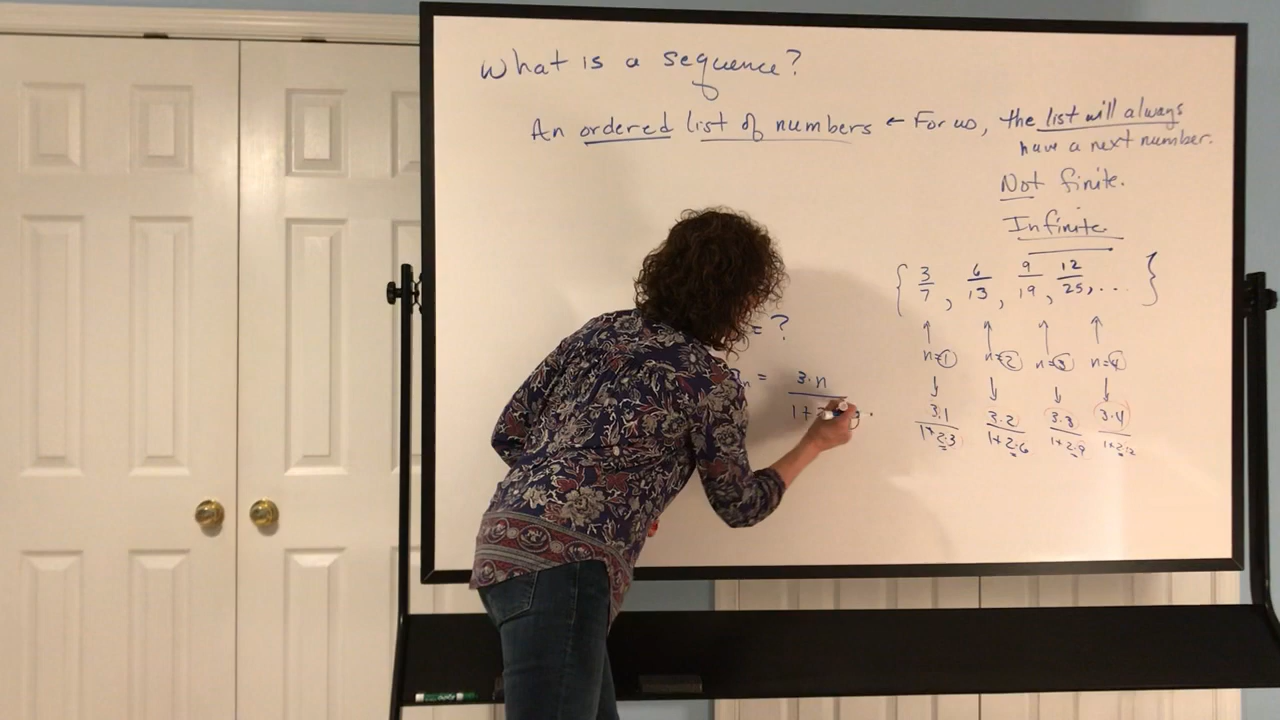 What is a sequence?
An ordered list of numbers ← For us, the list will always
have a next number.
Not finite.
Infinite.
{ 3/7, 6/13, 9/19, 12/25, ... }
= ?
n=1 n=2 n=3 n=4
n = 3·n
1+
3·1 3·2 3·3 3·4
1+2·3 1+2·6 1+2·9 1+2·12